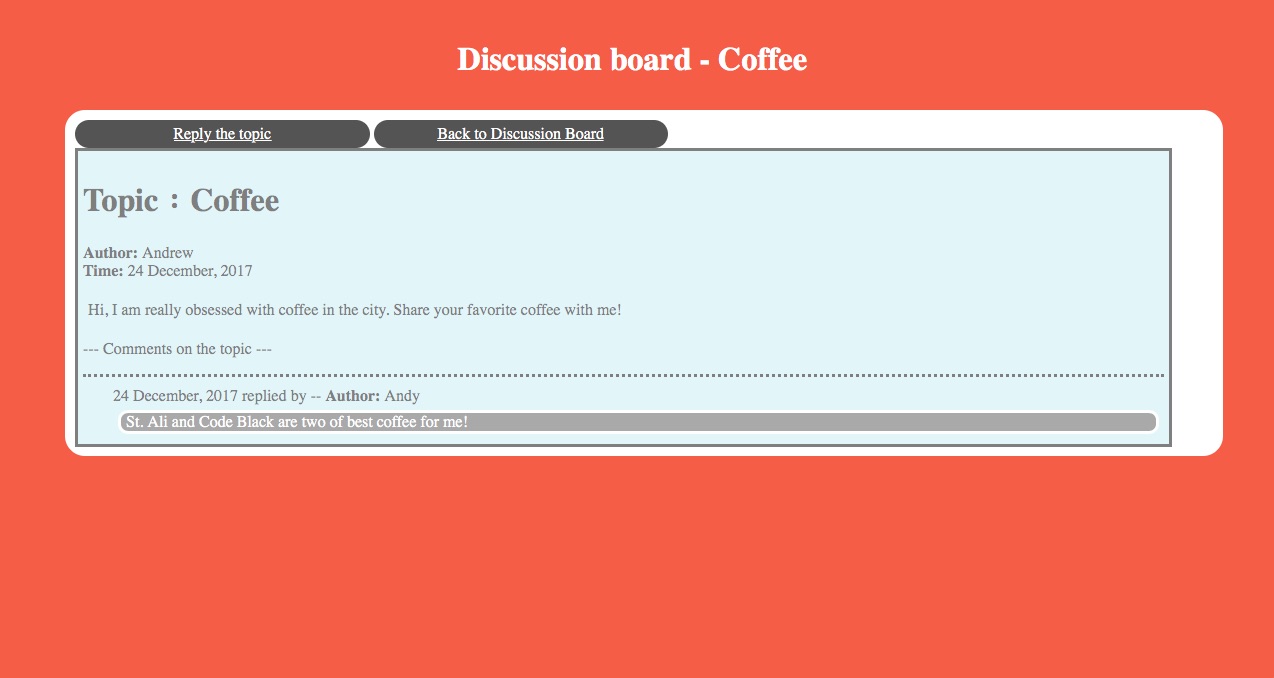 Discussion board - Coffee
Reply the topic
Back to Discussion Board
Topic : Coffee
Author: Andrew
Time: 24 December, 2017
Hi, I am really obsessed with coffee in the city. Share your favorite coffee with me!
--- Comments on the topic ---
24 December, 2017 replied by -- Author: Andy
St. Ali and Code Black are two of best coffee for me!